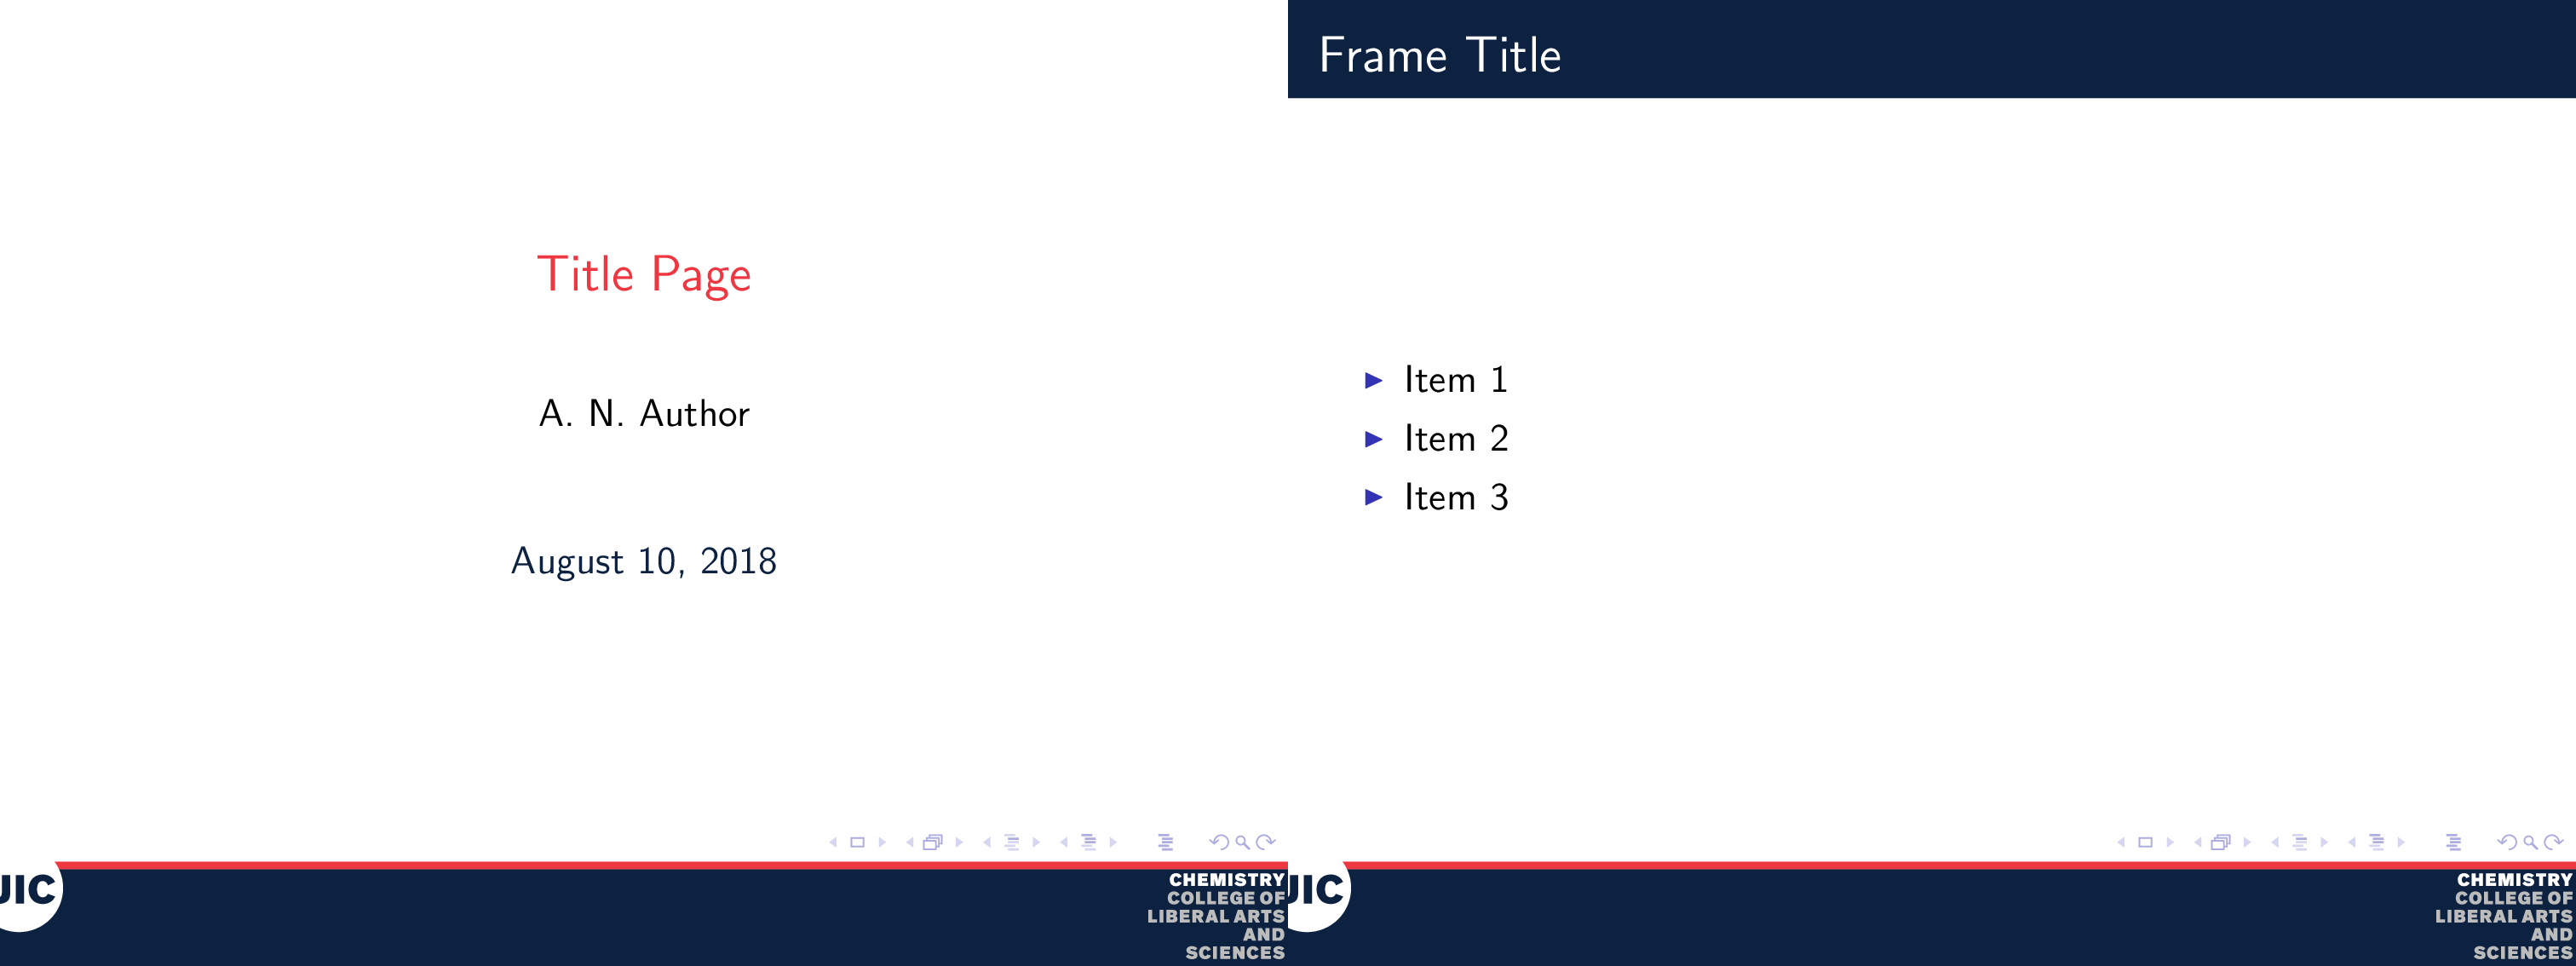 Title Page
A. N. Author
August 10, 2018
CHEMISTRY
COLLEGE OF
LIBERAL ARTS
AND
SCIENCES
Frame Title
Item 1
Item 2
Item 3
UIC
CHEMISTRY
COLLEGE OF
LIBERAL ARTS
AND
SCIENCES